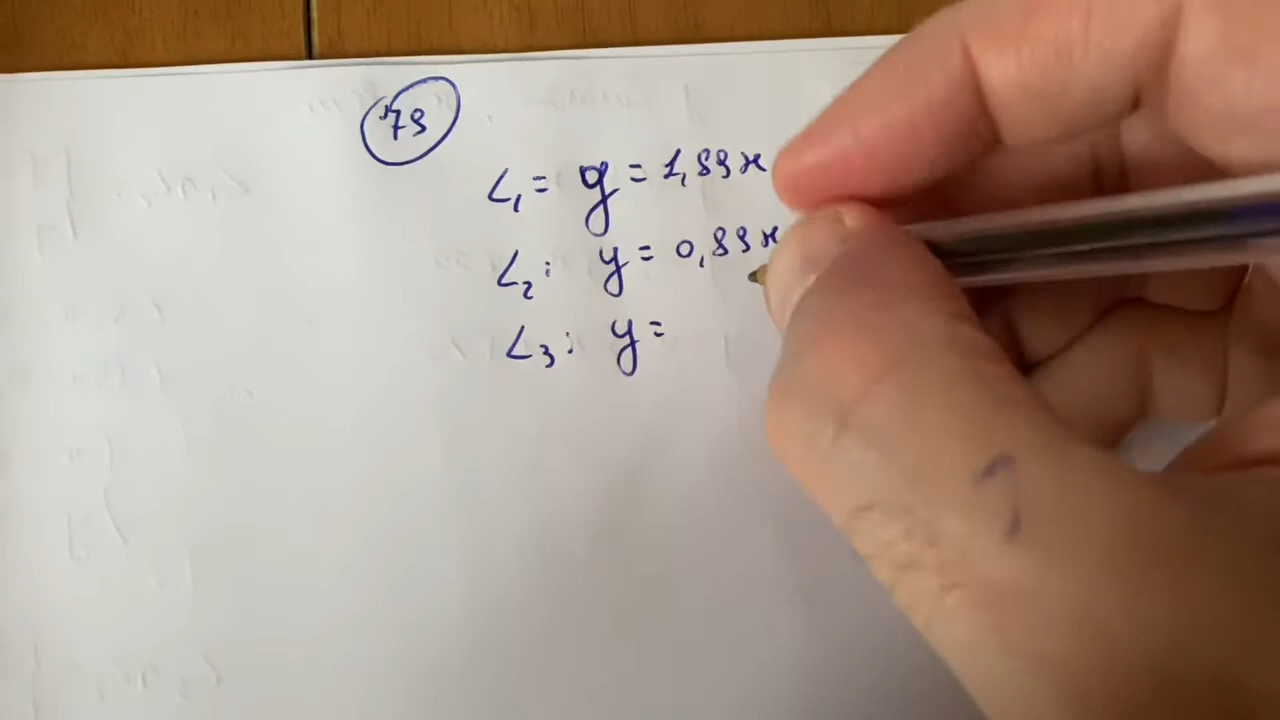 79
L₁ = y = 1,89x
L₂: y = 0,89x
L₃: y =